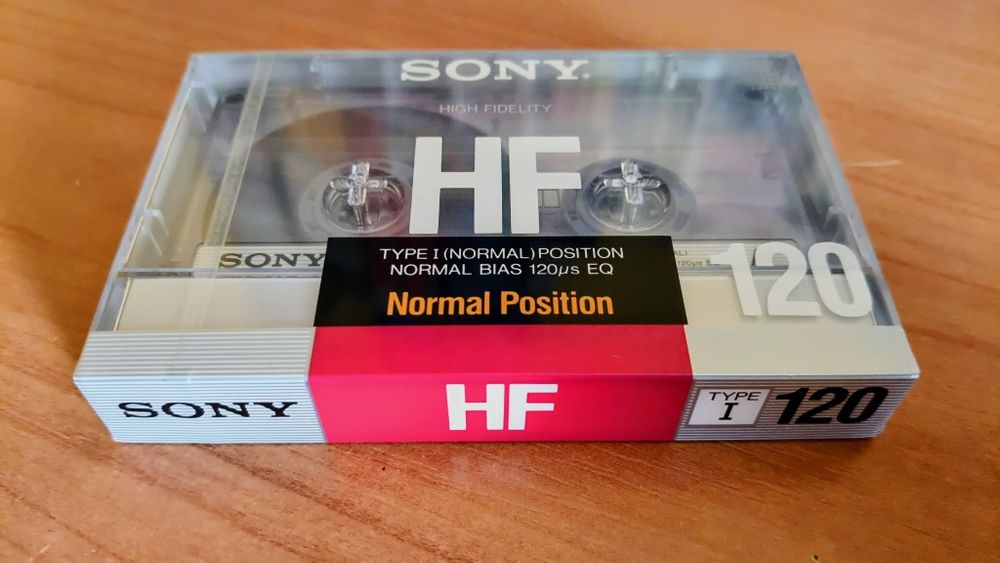 SONY
HIGH FIDELITY
HF
TYPE I (NORMAL) POSITION
NORMAL BIAS 120µs EQ
Normal Position
120
SONY
120µs
SONY
HF
TYPE I
120